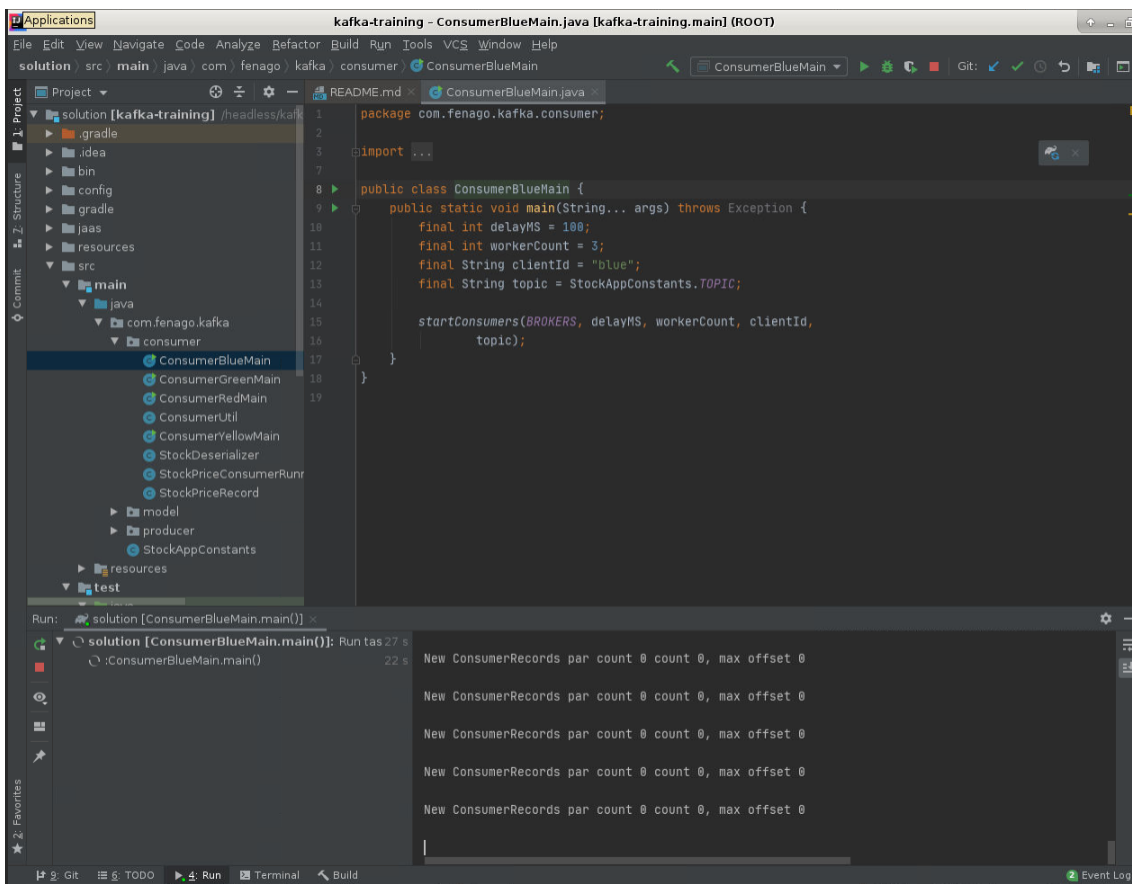 Applications
kafka-training – ConsumerBlueMain.java [kafka-training.main] (ROOT)
File Edit View Navigate Code Analyze Refactor Build Run Tools VCS Window Help
solution src main java com fenago kafka consumer ConsumerBlueMain
ConsumerBlueMain
Git:
Project
README.md
ConsumerBlueMain.java
1: Project
Z: Structure
Commit
2: Favorites
solution [kafka-training] /headless/kafk
.gradle
.idea
bin
config
gradle
jaas
resources
src
main
java
com.fenago.kafka
consumer
ConsumerBlueMain
ConsumerGreenMain
ConsumerRedMain
ConsumerUtil
ConsumerYellowMain
StockDeserializer
StockPriceConsumerRunr
StockPriceRecord
model
producer
StockAppConstants
resources
test
1 package com.fenago.kafka.consumer;
2
3 import ...
7
8 public class ConsumerBlueMain {
9 public static void main(String... args) throws Exception {
10 final int delayMS = 100;
11 final int workerCount = 3;
12 final String clientId = "blue";
13 final String topic = StockAppConstants.TOPIC;
14
15 startConsumers(BROKERS, delayMS, workerCount, clientId,
16 topic);
17 }
18 }
19
Run: solution [ConsumerBlueMain.main()]
solution [ConsumerBlueMain.main()]: Run tas 27 s
:ConsumerBlueMain.main() 22 s
New ConsumerRecords par count 0 count 0, max offset 0
New ConsumerRecords par count 0 count 0, max offset 0
New ConsumerRecords par count 0 count 0, max offset 0
New ConsumerRecords par count 0 count 0, max offset 0
New ConsumerRecords par count 0 count 0, max offset 0
9: Git 6: TODO 4: Run Terminal Build
2 Event Log